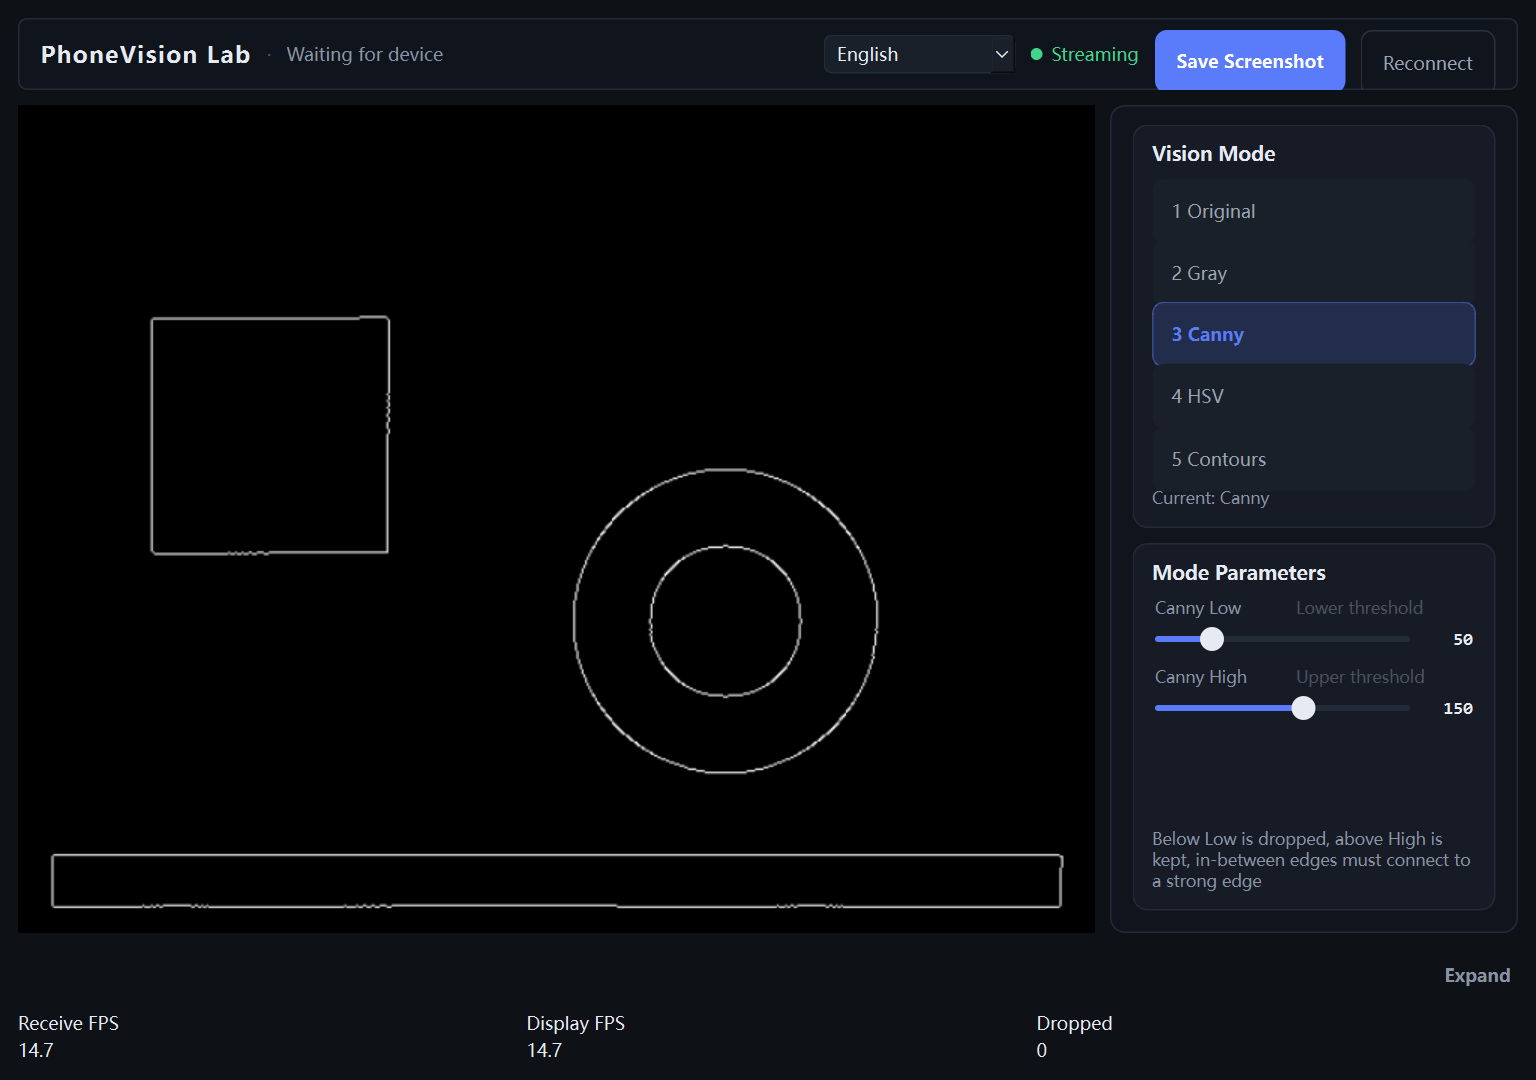 PhoneVision Lab · Waiting for device
English
Streaming
Save Screenshot
Reconnect
Vision Mode
1 Original
2 Gray
3 Canny
4 HSV
5 Contours
Current: Canny
Mode Parameters
Canny Low Lower threshold
50
Canny High Upper threshold
150
Below Low is dropped, above High is
kept, in-between edges must connect to
a strong edge
Expand
Receive FPS
14.7
Display FPS
14.7
Dropped
0